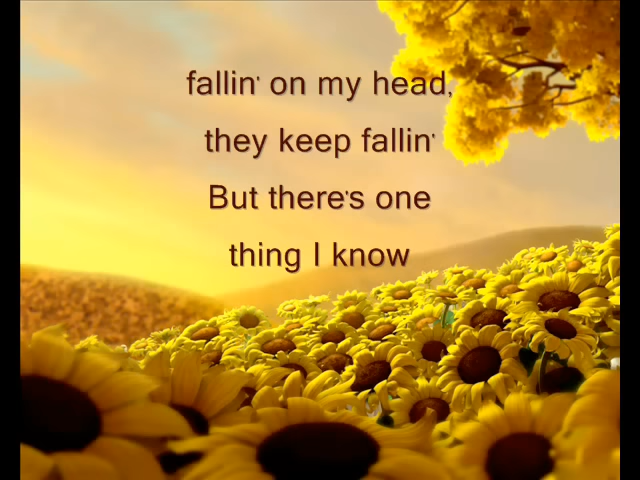 fallin' on my head,
they keep fallin'
But there's one
thing I know